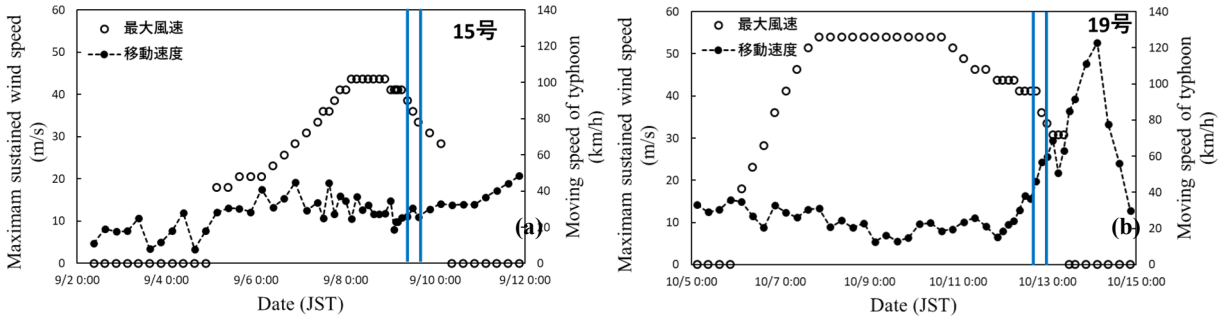 15号
最大風速
移動速度
Maximam sustained wind speed
(m/s)
60
50
40
30
20
10
0
140
120
100
80
60
40
20
0
Moving speed of typhoon
(km/h)
(a)
9/2 0:00
9/4 0:00
9/6 0:00
9/8 0:00
9/10 0:00
9/12 0:00
Date (JST)
19号
最大風速
移動速度
Maximum sustained wind speed
(m/s)
60
50
40
30
20
10
0
140
120
100
80
60
40
20
0
Moving speed of typhoon
(km/h)
(b)
10/5 0:00
10/7 0:00
10/9 0:00
10/11 0:00
10/13 0:00
10/15 0:00
Date (JST)